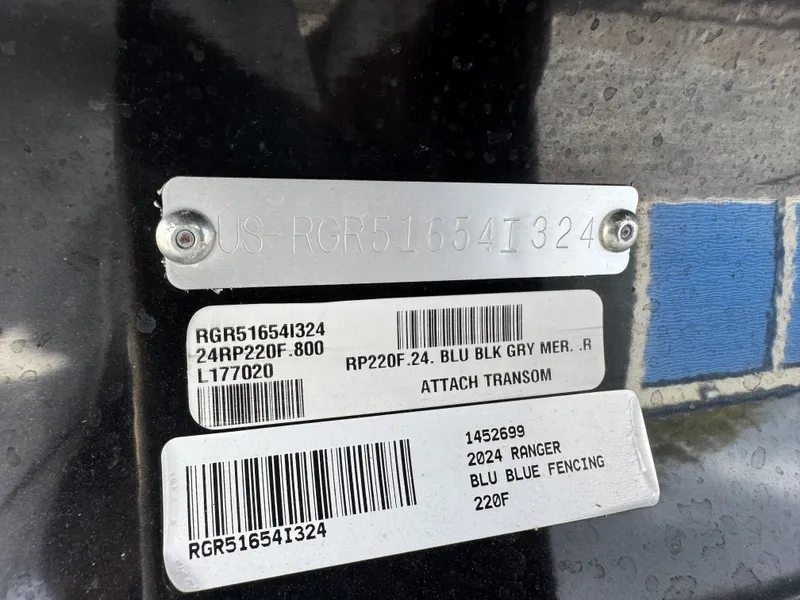 US-RGR51654I324
RGR51654I324
24RP220F.800
L177020
RP220F.24. BLU BLK GRY MER. .R
ATTACH TRANSOM
RGR51654I324
1452699
2024 RANGER
BLU BLUE FENCING
220F